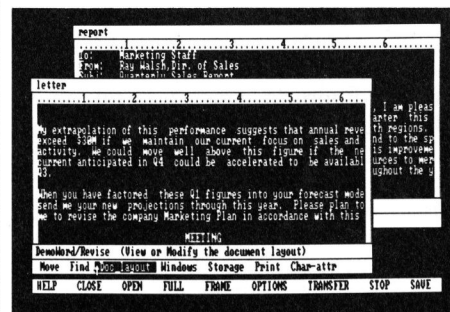 report
To: Marketing Staff
From: Ray Walsh, Dir. of Sales
Subj: Quarterly Sales Report
letter
, I am pleas
arter this
th regions.
nd to the sp
is improveme
urces to mer
ughout the y
My extrapolation of this performance suggests that annual reve
exceed $30M if we maintain our current focus on sales and
activity. We could move well above this figure if the ne
current anticipated in Q4 could be accelerated to be availabl
Q3.
When you have factored these Q1 figures into your forecast mode
send me your new projections through this year. Please plan to
me to revise the company Marketing Plan in accordance with this
MEETING
DemoWord/Revise (View or Modify the document layout)
Move Find Doc-layout Windows Storage Print Char-attr
HELP CLOSE OPEN FULL FRAME OPTIONS TRANSFER STOP SAVE